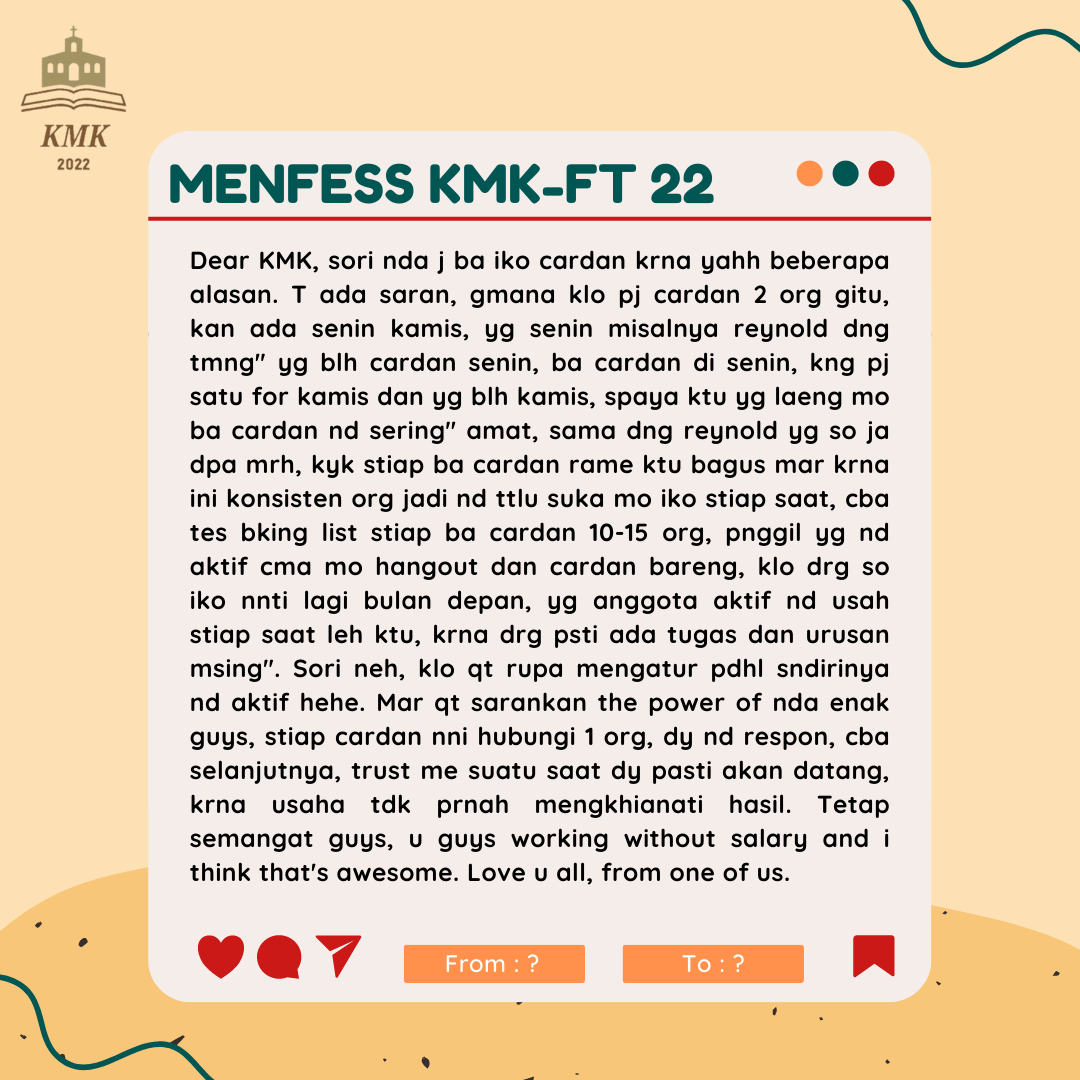 KMK
2022
MENFESS KMK-FT 22
Dear KMK, sori nda j ba iko cardan krna yahh beberapa
alasan. T ada saran, gmana klo pj cardan 2 org gitu,
kan ada senin kamis, yg senin misalnya reynold dng
tmng" yg blh cardan senin, ba cardan di senin, kng pj
satu for kamis dan yg blh kamis, spaya ktu yg laeng mo
ba cardan nd sering" amat, sama dng reynold yg so ja
dpa mrh, kyk stiap ba cardan rame ktu bagus mar krna
ini konsisten org jadi nd ttlu suka mo iko stiap saat, cba
tes bking list stiap ba cardan 10-15 org, pnggil yg nd
aktif cma mo hangout dan cardan bareng, klo drg so
iko nnti lagi bulan depan, yg anggota aktif nd usah
stiap saat leh ktu, krna drg psti ada tugas dan urusan
msing". Sori neh, klo qt rupa mengatur pdhl sndirinya
nd aktif hehe. Mar qt sarankan the power of nda enak
guys, stiap cardan nni hubungi 1 org, dy nd respon, cba
selanjutnya, trust me suatu saat dy pasti akan datang,
krna usaha tdk prnah mengkhianati hasil. Tetap
semangat guys, u guys working without salary and i
think that's awesome. Love u all, from one of us.
From : ?
To : ?